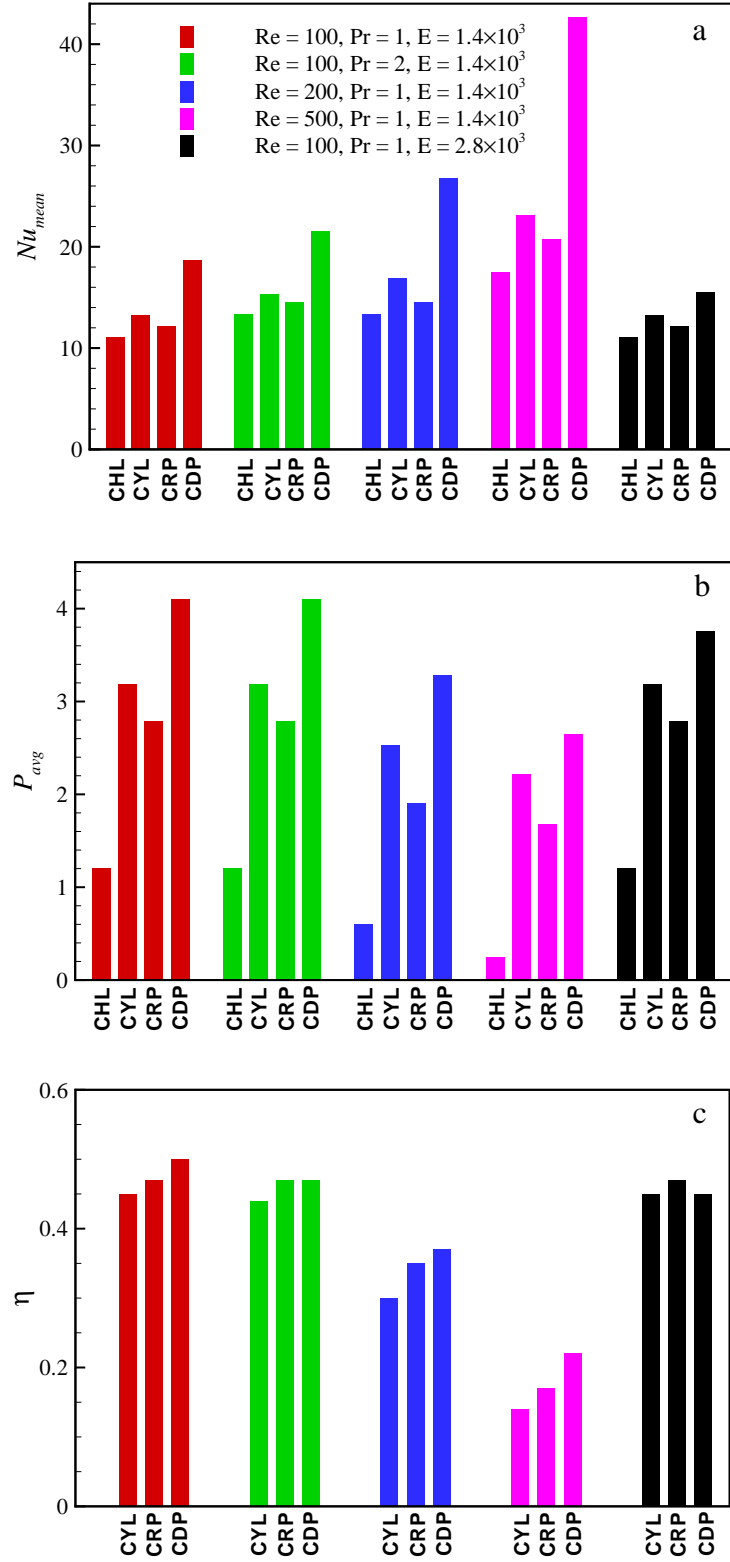 a
Re = 100, Pr = 1, E = 1.4×10³
Re = 100, Pr = 2, E = 1.4×10³
Re = 200, Pr = 1, E = 1.4×10³
Re = 500, Pr = 1, E = 1.4×10³
Re = 100, Pr = 1, E = 2.8×10³
40
30
20
10
0
Nu_mean
CHL CYL CRP CDP CHL CYL CRP CDP CHL CYL CRP CDP CHL CYL CRP CDP CHL CYL CRP CDP
b
4
3
2
1
0
P_avg
CHL CYL CRP CDP CHL CYL CRP CDP CHL CYL CRP CDP CHL CYL CRP CDP CHL CYL CRP CDP
c
0.6
0.4
0.2
0
η
CYL CRP CDP CYL CRP CDP CYL CRP CDP CYL CRP CDP CYL CRP CDP